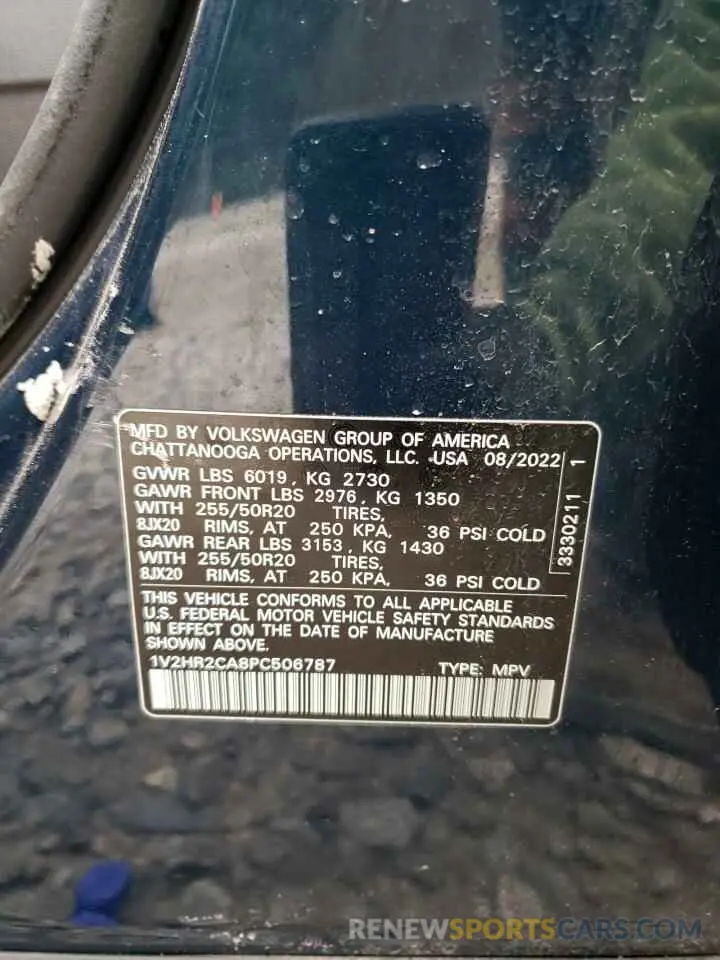 MFD BY VOLKSWAGEN GROUP OF AMERICA
CHATTANOOGA OPERATIONS, LLC. -USA 08/2022
GVWR LBS 6019, KG 2730
GAWR FRONT LBS 2976, KG 1350
WITH 255/50R20 TIRES,
8JX20 RIMS, AT 250 KPA, 36 PSI COLD
GAWR REAR LBS 3153, KG 1430
WITH 255/50R20 TIRES,
8JX20 RIMS, AT 250 KPA, 36 PSI COLD
3330211 1
THIS VEHICLE CONFORMS TO ALL APPLICABLE
U.S. FEDERAL MOTOR VEHICLE SAFETY STANDARDS
IN EFFECT ON THE DATE OF MANUFACTURE
SHOWN ABOVE.
1V2HR2CA8PC506787 TYPE: MPV
RENEWSPORTSCARS.COM